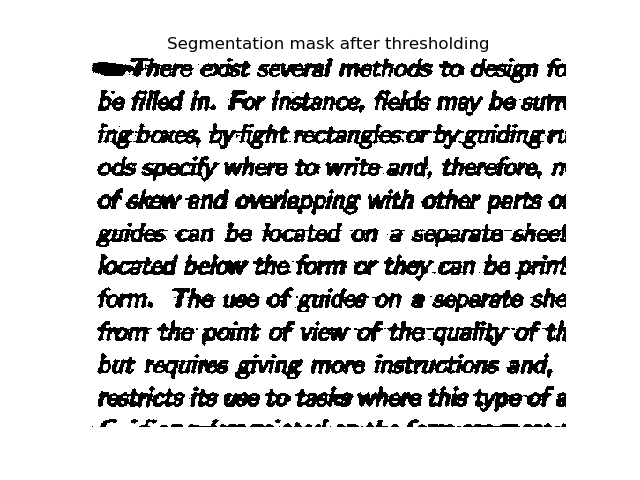 Segmentation mask after thresholding
There exist several methods to design fo
be filled in. For instance, fields may be surr
ing boxes, by light rectangles or by guiding ru
ods specify where to write and, therefore, m
of skew and overlapping with other parts o
guides can be located on a separate sheet
located below the form or they can be print
form. The use of guides on a separate she
from the point of view of the quality of th
but requires giving more instructions and,
restricts its use to tasks where this type of a